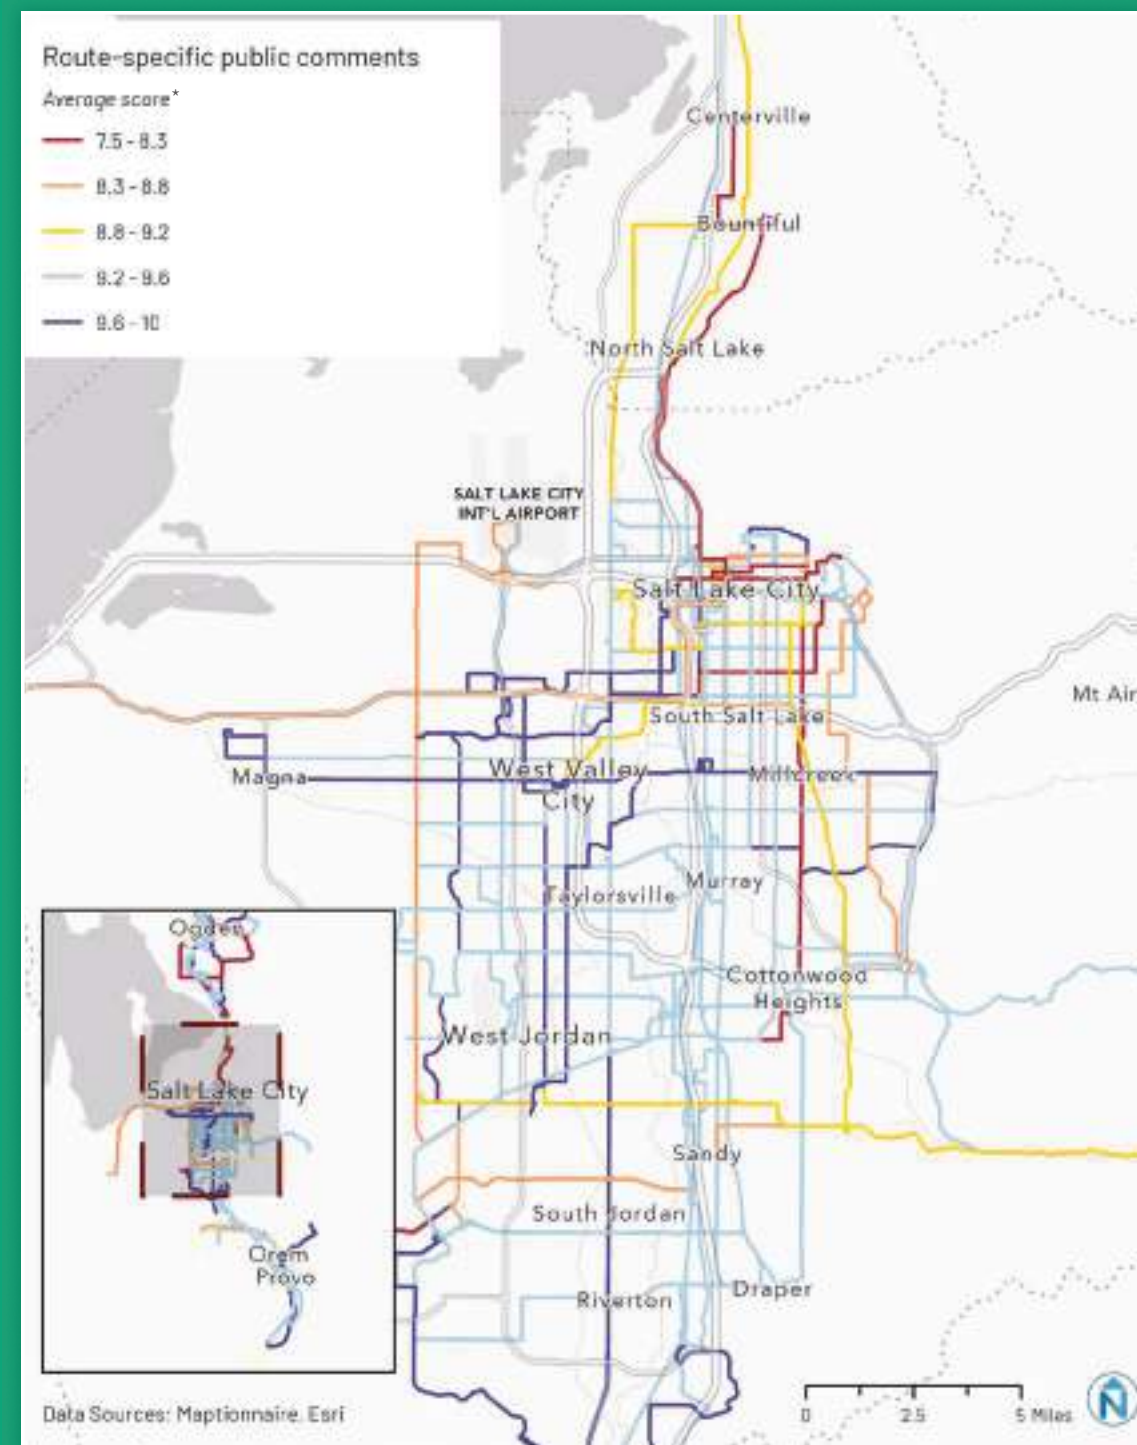 Route-specific public comments
Average score*
7.5 - 8.3
8.3 - 8.8
8.8 - 9.2
9.2 - 9.6
9.6 - 10
Centerville
Bountiful
North Salt Lake
SALT LAKE CITY
INT'L AIRPORT
Salt Lake City
Mt Air
South Salt Lake
Magna
West Valley
City
Millcreek
Taylorsville
Murray
Cottonwood
Heights
West Jordan
Sandy
South Jordan
Riverton
Draper
Ogden
Salt Lake City
Orem
Provo
Data Sources: Maptionnaire, Esri
0 2.5 5 Miles
N